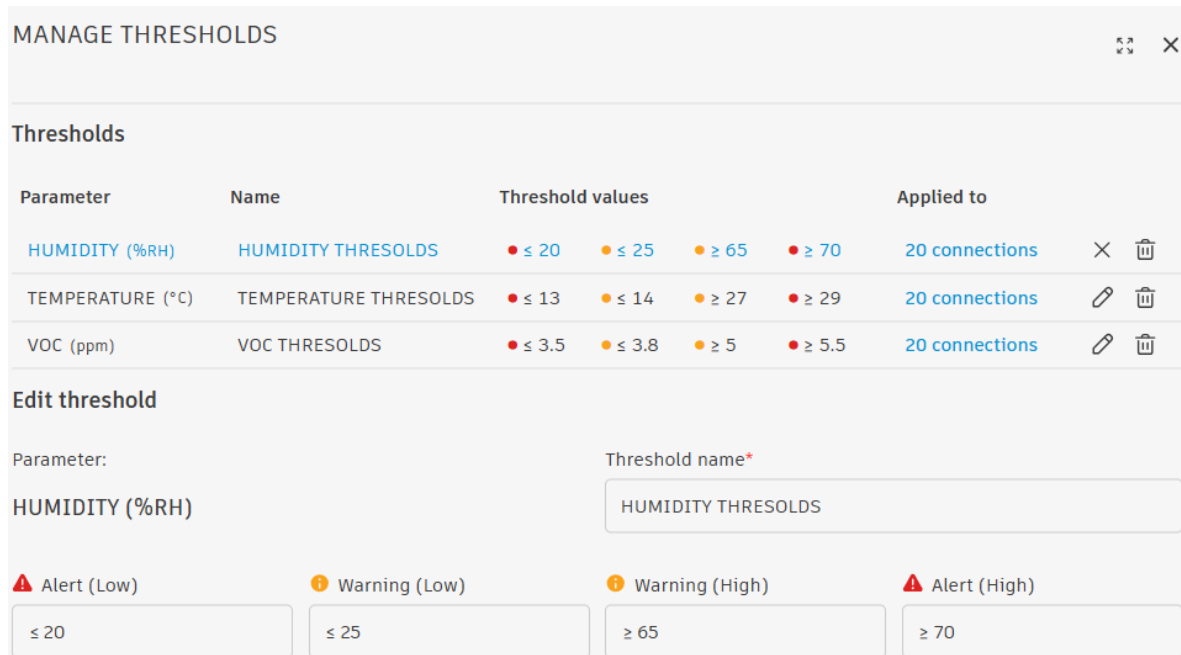 MANAGE THRESHOLDS
Thresholds
Parameter Name Threshold values Applied to
HUMIDITY (%RH) HUMIDITY THRESOLDS ≤ 20 ≤ 25 ≥ 65 ≥ 70 20 connections
TEMPERATURE (°C) TEMPERATURE THRESOLDS ≤ 13 ≤ 14 ≥ 27 ≥ 29 20 connections
VOC (ppm) VOC THRESOLDS ≤ 3.5 ≤ 3.8 ≥ 5 ≥ 5.5 20 connections
Edit threshold
Parameter: Threshold name*
HUMIDITY (%RH) HUMIDITY THRESOLDS
Alert (Low) Warning (Low) Warning (High) Alert (High)
≤ 20 ≤ 25 ≥ 65 ≥ 70